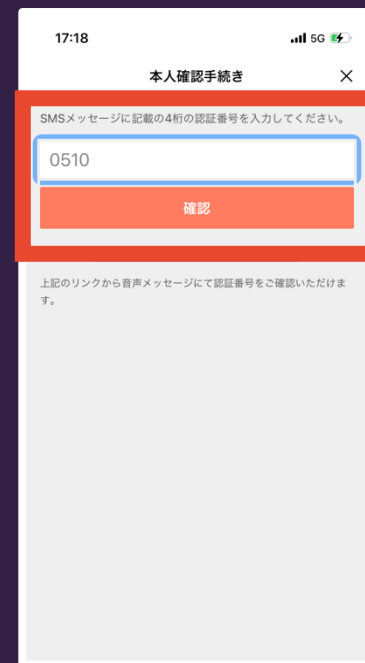 17:18
5G
本人確認手続き
SMSメッセージに記載の4桁の認証番号を入力してください。
0510
確認
上記のリンクから音声メッセージにて認証番号をご確認いただけま
す。